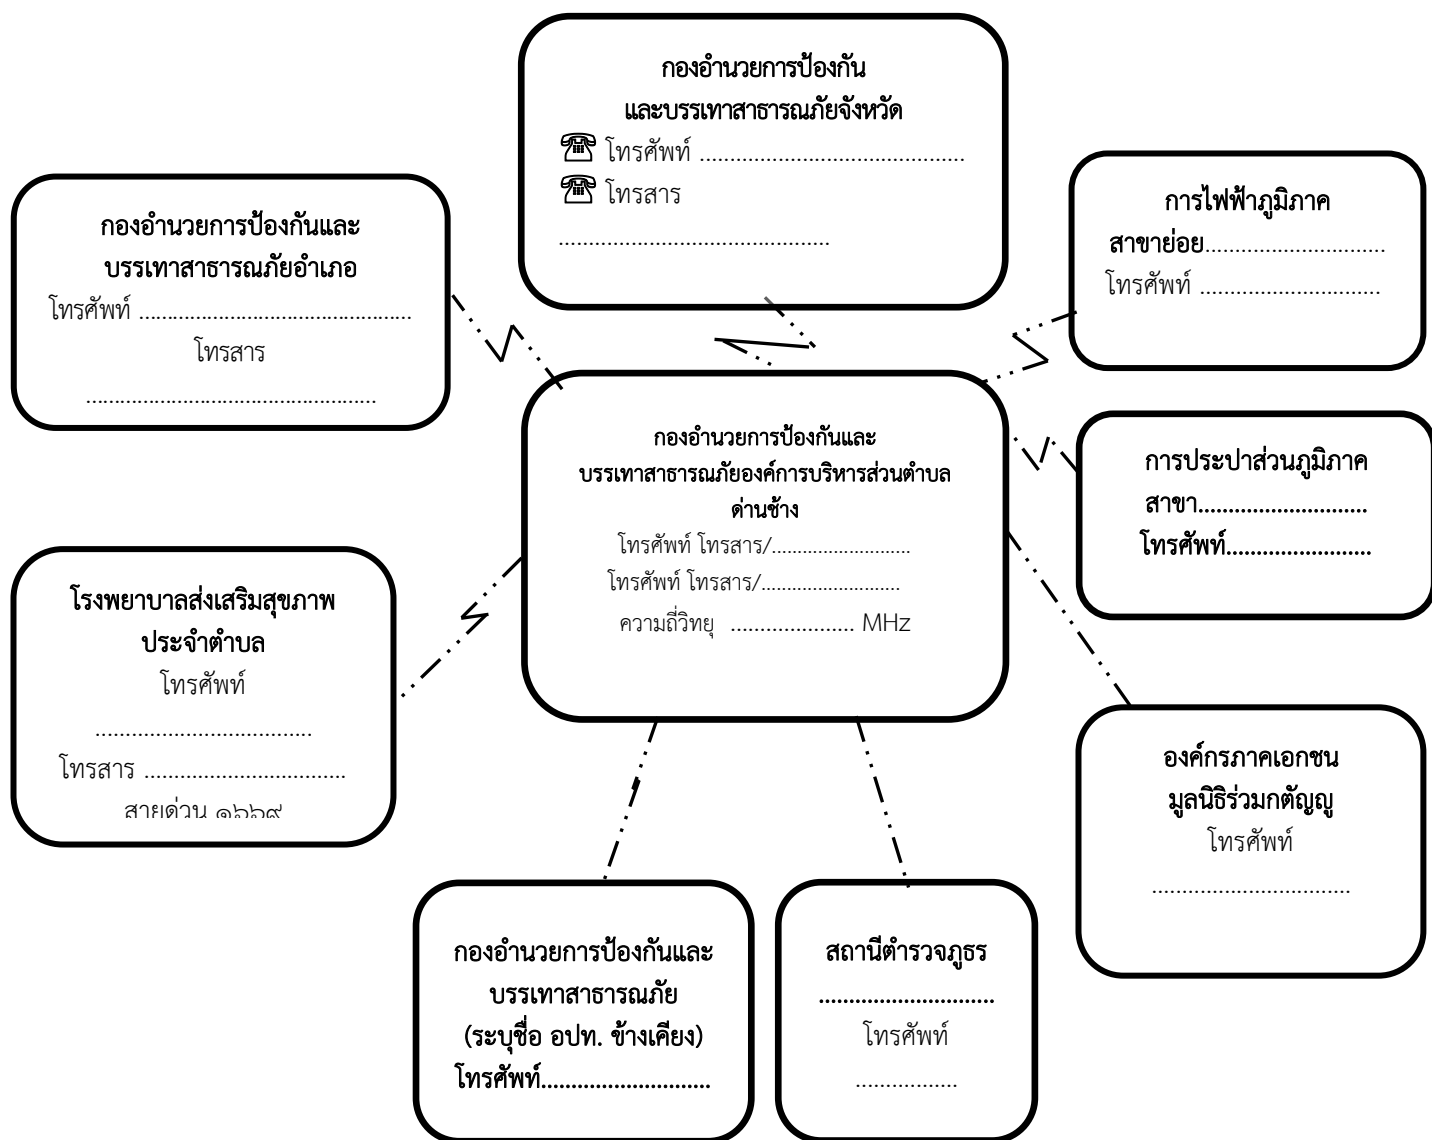 กองอำนวยการป้องกัน
และบรรเทาสาธารณภัยจังหวัด
☎ โทรศัพท์ ............................................
☎ โทรสาร
.............................................
กองอำนวยการป้องกันและ
บรรเทาสาธารณภัยอำเภอ
โทรศัพท์ ................................................
โทรสาร
.................................................
การไฟฟ้าภูมิภาค
สาขาย่อย..............................
โทรศัพท์ ..............................
กองอำนวยการป้องกันและ
บรรเทาสาธารณภัยองค์การบริหารส่วนตำบล
ด่านช้าง
โทรศัพท์ โทรสาร/..........................
โทรศัพท์ โทรสาร/..........................
ความถี่วิทยุ ..................... MHz
การประปาส่วนภูมิภาค
สาขา............................
โทรศัพท์........................
โรงพยาบาลส่งเสริมสุขภาพ
ประจำตำบล
โทรศัพท์
....................................
โทรสาร ..................................
สายด่วน ๑๖๖๙
องค์กรภาคเอกชน
มูลนิธิร่วมกตัญญู
โทรศัพท์
.................................
กองอำนวยการป้องกันและ
บรรเทาสาธารณภัย
(ระบุชื่อ อปท. ข้างเคียง)
โทรศัพท์............................
สถานีตำรวจภูธร
.............................
โทรศัพท์
.................